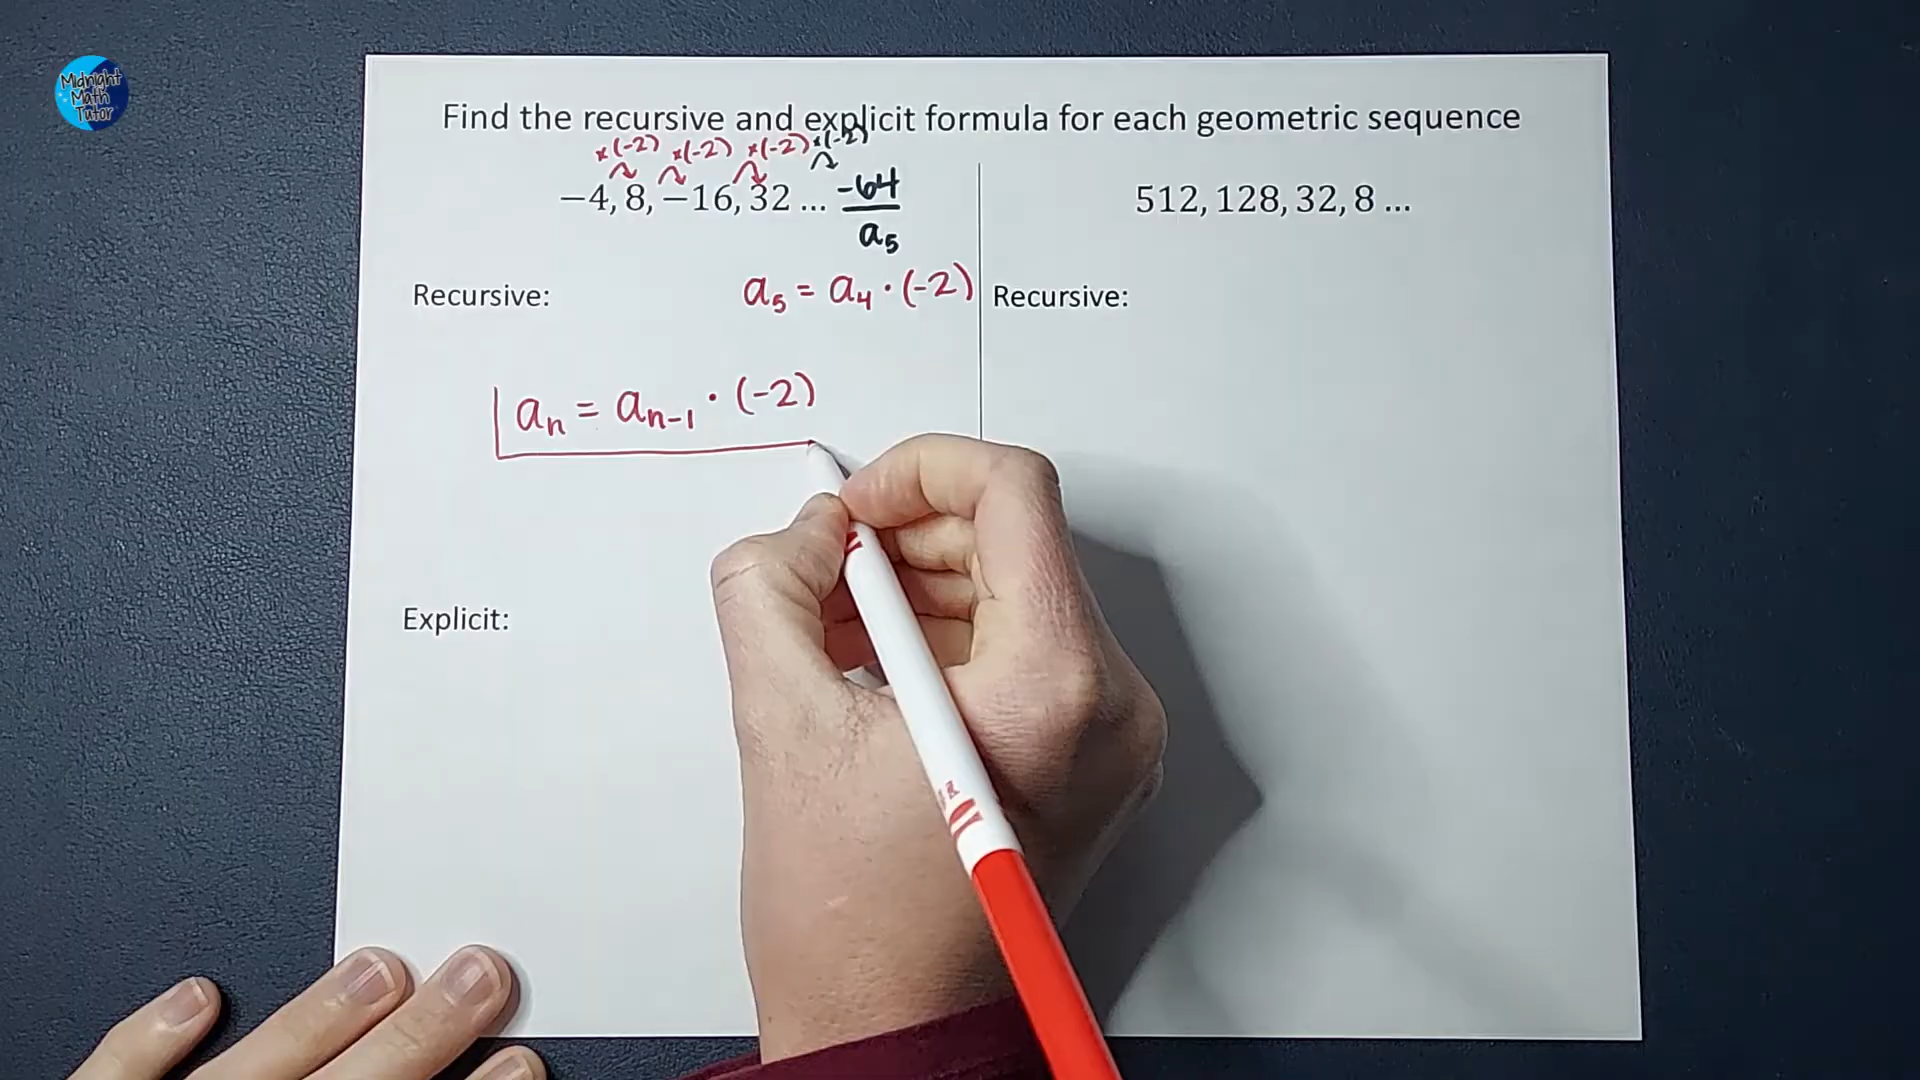 Midnight
Math
Tutor
Find the recursive and explicit formula for each geometric sequence
×(-2) ×(-2) ×(-2) ×(-2)
−4, 8, −16, 32 ... -64
a₅
Recursive:
a₅ = a₄ · (-2)
aₙ = aₙ₋₁ · (-2)
Explicit:
512, 128, 32, 8 ...
Recursive: